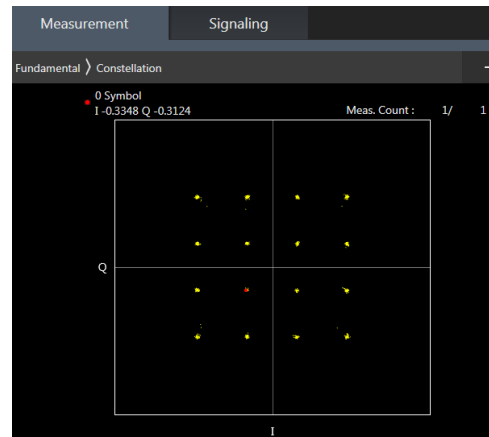 Measurement Signaling
Fundamental 〉 Constellation
0 Symbol
I -0.3348 Q -0.3124 Meas. Count : 1/ 1
Q
I